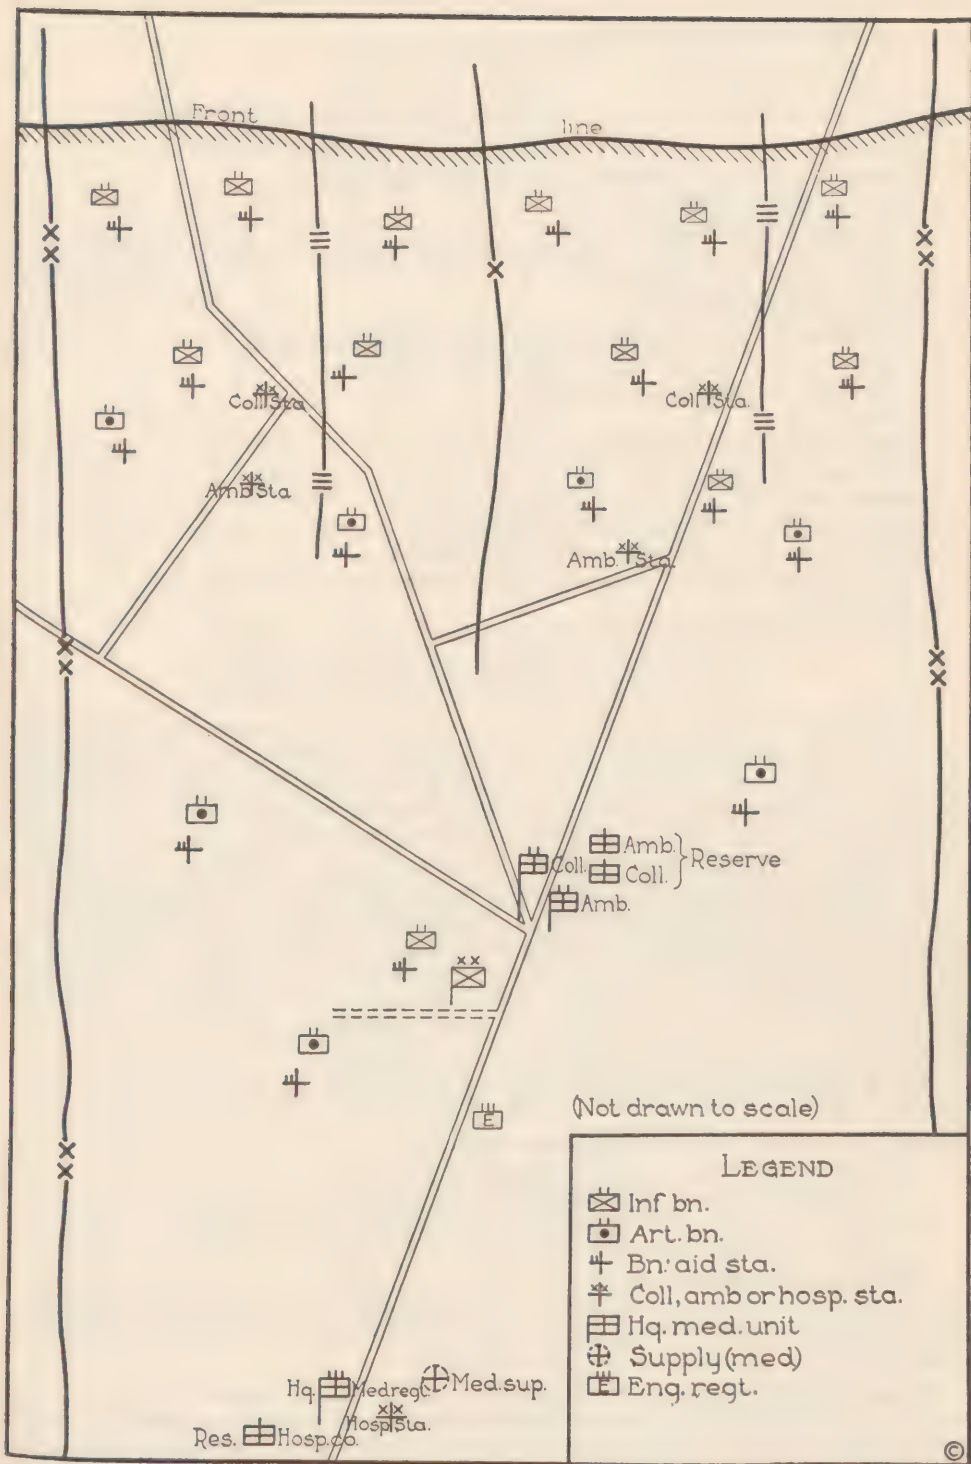 Front line
Coll Sta
Coll Sta.
Amb Sta
Amb. Sta.
Amb.
Coll.
Coll.
Reserve
Amb.
E
(Not drawn to scale)
LEGEND
Inf bn.
Art. bn.
Bn. aid sta.
Coll, amb or hosp. sta.
Hq. med. unit
Supply (med)
E Eng. regt.
Hq. Med regt.
Med. sup.
Hosp Sta.
Res. Hosp. co.
©